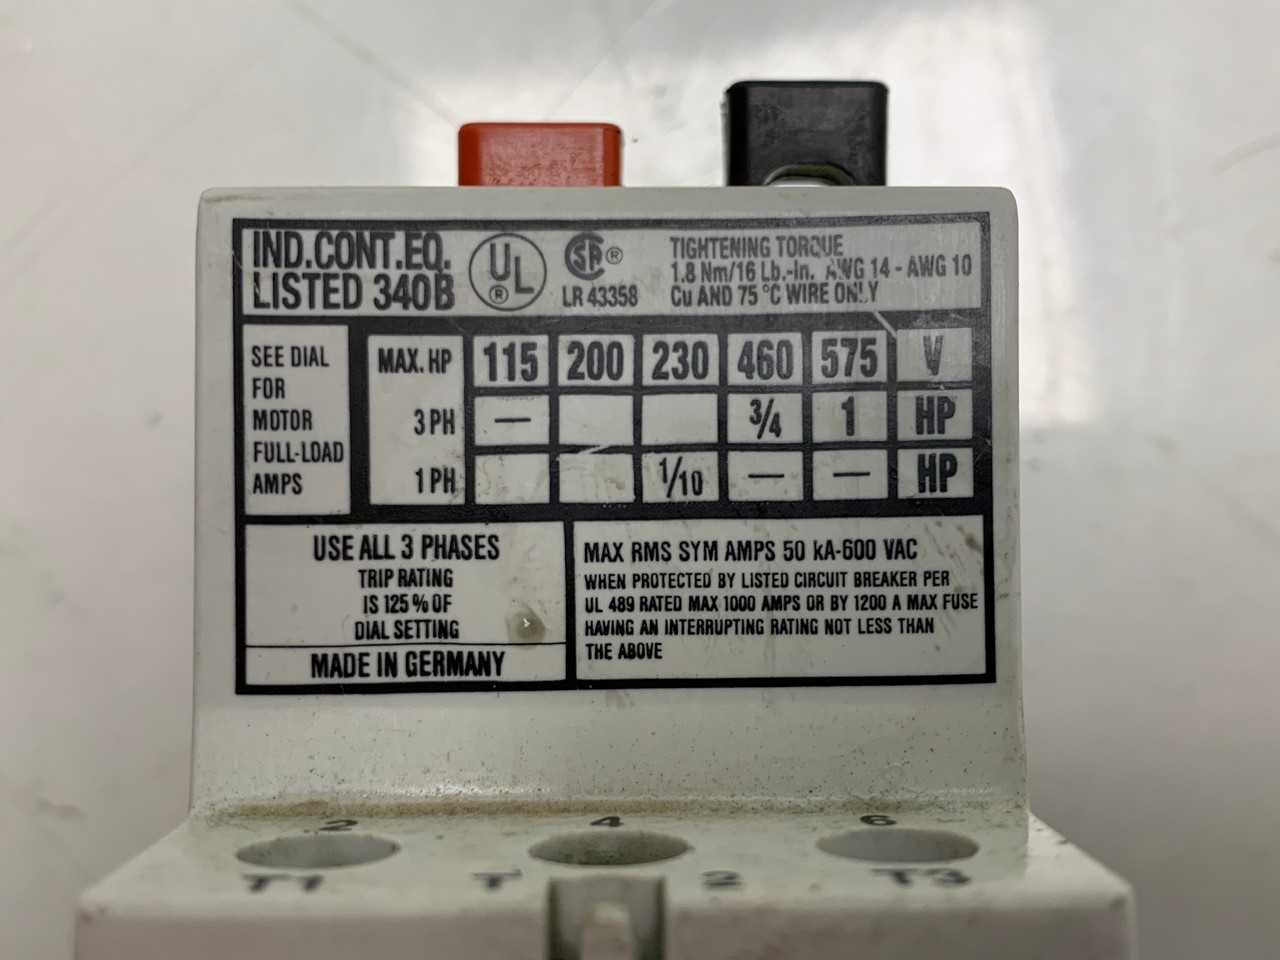 IND.CONT.EQ.
LISTED 340B
UL
®
SA®
LR 43358
TIGHTENING TORQUE
1.8 Nm/16 Lb.-In. AWG 14 - AWG 10
Cu AND 75 °C WIRE ONLY
SEE DIAL
FOR
MOTOR
FULL-LOAD
AMPS
MAX. HP 115 200 230 460 575 V
3 PH — 3/4 1 HP
1 PH 1/10 — — HP
USE ALL 3 PHASES
TRIP RATING
IS 125 % OF
DIAL SETTING
MADE IN GERMANY
MAX RMS SYM AMPS 50 kA-600 VAC
WHEN PROTECTED BY LISTED CIRCUIT BREAKER PER
UL 489 RATED MAX 1000 AMPS OR BY 1200 A MAX FUSE
HAVING AN INTERRUPTING RATING NOT LESS THAN
THE ABOVE
2 4 6
T1 T 2 T3